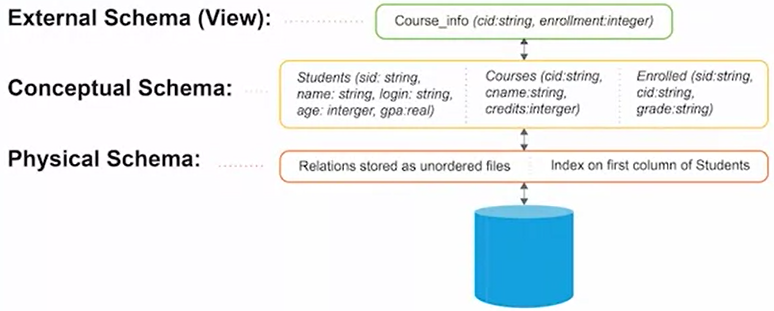 External Schema (View):
Course_info (cid:string, enrollment:integer)
Conceptual Schema:
Students (sid: string,
name: string, login: string,
age: interger, gpa:real)
Courses (cid:string,
cname:string,
credits:interger)
Enrolled (sid:string,
cid:string,
grade:string)
Physical Schema:
Relations stored as unordered files
Index on first column of Students